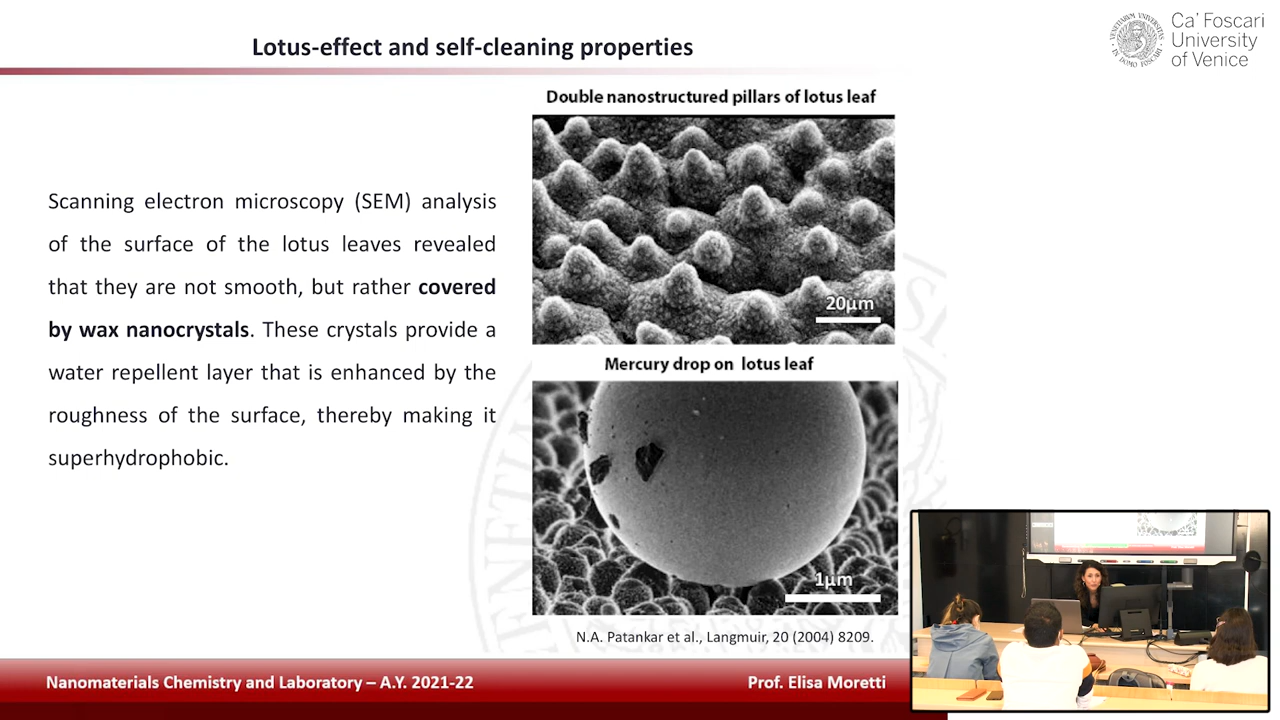 Lotus-effect and self-cleaning properties
Ca' Foscari
University
of Venice
Double nanostructured pillars of lotus leaf
Scanning electron microscopy (SEM) analysis
of the surface of the lotus leaves revealed
that they are not smooth, but rather covered
by wax nanocrystals. These crystals provide a
water repellent layer that is enhanced by the
roughness of the surface, thereby making it
superhydrophobic.
20µm
Mercury drop on lotus leaf
1µm
N.A. Patankar et al., Langmuir, 20 (2004) 8209.
Nanomaterials Chemistry and Laboratory – A.Y. 2021-22
Prof. Elisa Moretti